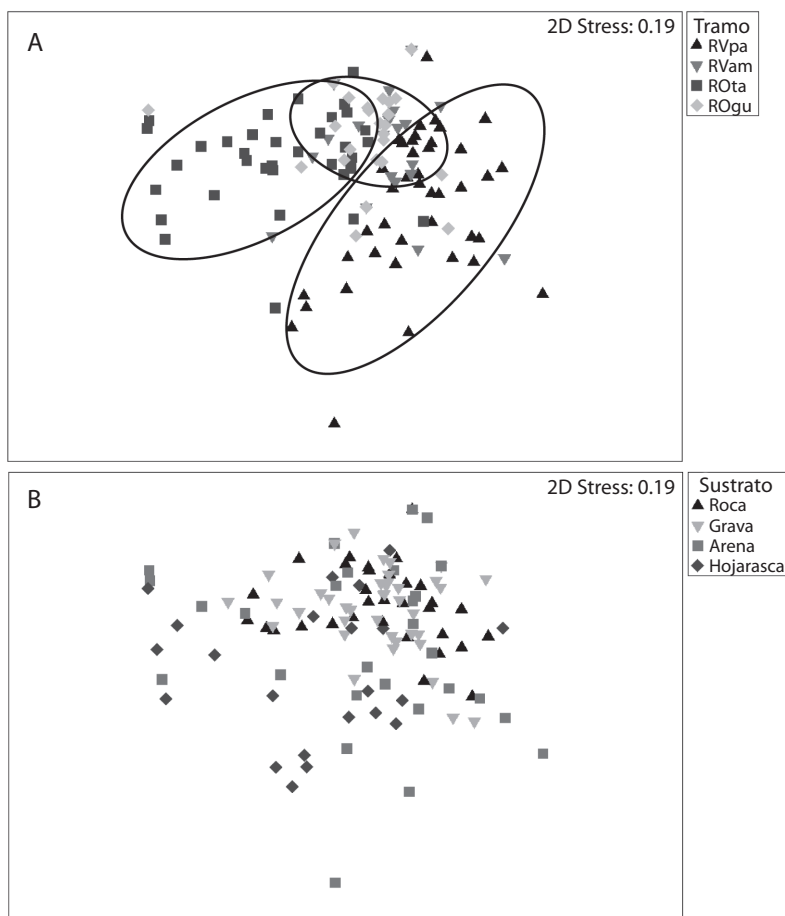 A
2D Stress: 0.19
Tramo
RVpa
RVam
ROta
ROgu
B
2D Stress: 0.19
Sustrato
Roca
Grava
Arena
Hojarasca